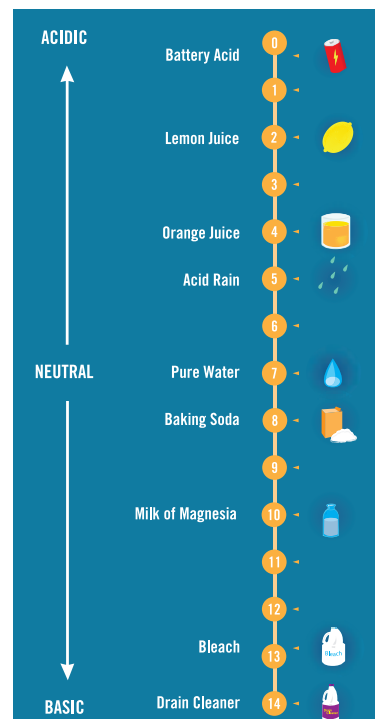 ACIDIC
0
Battery Acid
1
Lemon Juice
2
3
Orange Juice
4
Acid Rain
5
6
NEUTRAL
Pure Water
7
Baking Soda
8
9
Milk of Magnesia
10
11
12
Bleach
13
Bleach
BASIC
Drain Cleaner
14